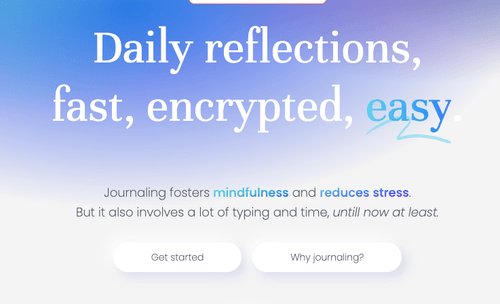 Daily reflections,
fast, encrypted, easy.
Journaling fosters mindfulness and reduces stress.
But it also involves a lot of typing and time, untill now at least.
Get started
Why journaling?